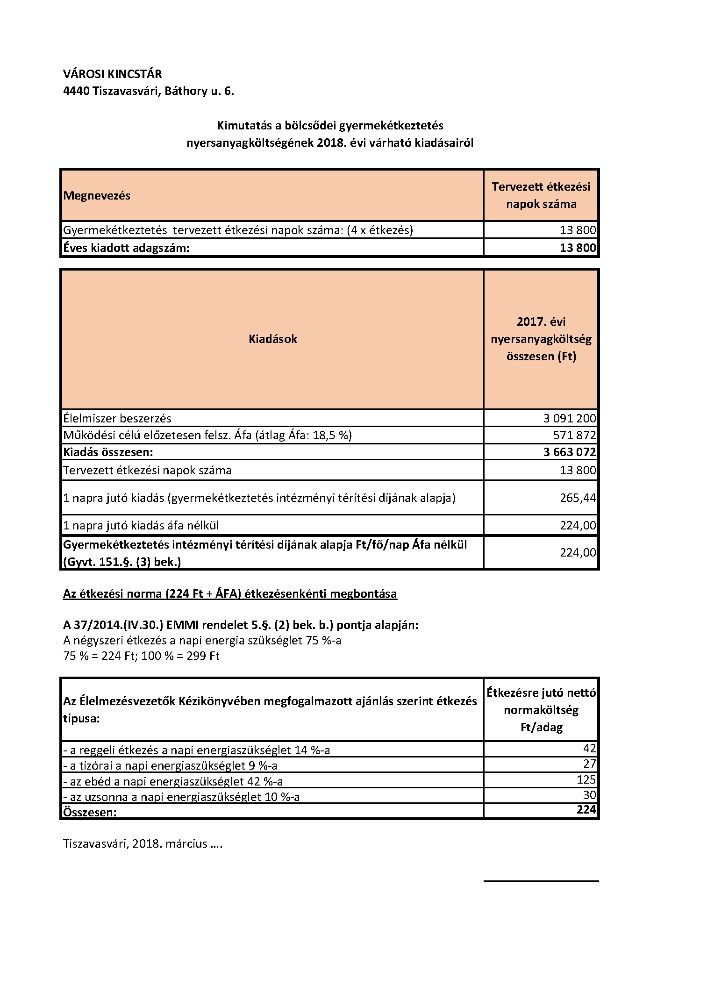 VÁROSI KINCSTÁR
4440 Tiszavasvári, Báthory u. 6.
Kimutatás a bölcsődei gyermekétkeztetés
nyersanyagköltségének 2018. évi várható kiadásairól
Megnevezés
Tervezett étkezési
napok száma
Gyermekétkeztetés  tervezett étkezési napok száma: (4 x étkezés) 13 800
Éves kiadott adagszám: 13 800
Kiadások
2017. évi
nyersanyagköltség
összesen (Ft)
Élelmiszer beszerzés 3 091 200
Működési célú előzetesen felsz. Áfa (átlag Áfa: 18,5 %) 571 872
Kiadás összesen: 3 663 072
Tervezett étkezési napok száma 13 800
1 napra jutó kiadás (gyermekétkeztetés intézményi térítési díjának alapja) 265,44
1 napra jutó kiadás áfa nélkül 224,00
Gyermekétkeztetés intézményi térítési díjának alapja Ft/fő/nap Áfa nélkül
(Gyvt. 151.§. (3) bek.) 224,00
Az étkezési norma (224 Ft + ÁFA) étkezésenkénti megbontása
A 37/2014.(IV.30.) EMMI rendelet 5.§. (2) bek. b.) pontja alapján:
A négyszeri étkezés a napi energia szükséglet 75 %-a
75 % = 224 Ft; 100 % = 299 Ft
Az Élelmezésvezetők Kézikönyvében megfogalmazott ajánlás szerint étkezés
típusa:
Étkezésre jutó nettó
normaköltség
Ft/adag
- a reggeli étkezés a napi energiaszükséglet 14 %-a 42
- a tízórai a napi energiaszükséglet 9 %-a 27
- az ebéd a napi energiaszükséglet 42 %-a 125
- az uzsonna a napi energiaszükséglet 10 %-a 30
Összesen: 224
Tiszavasvári, 2018. március ….